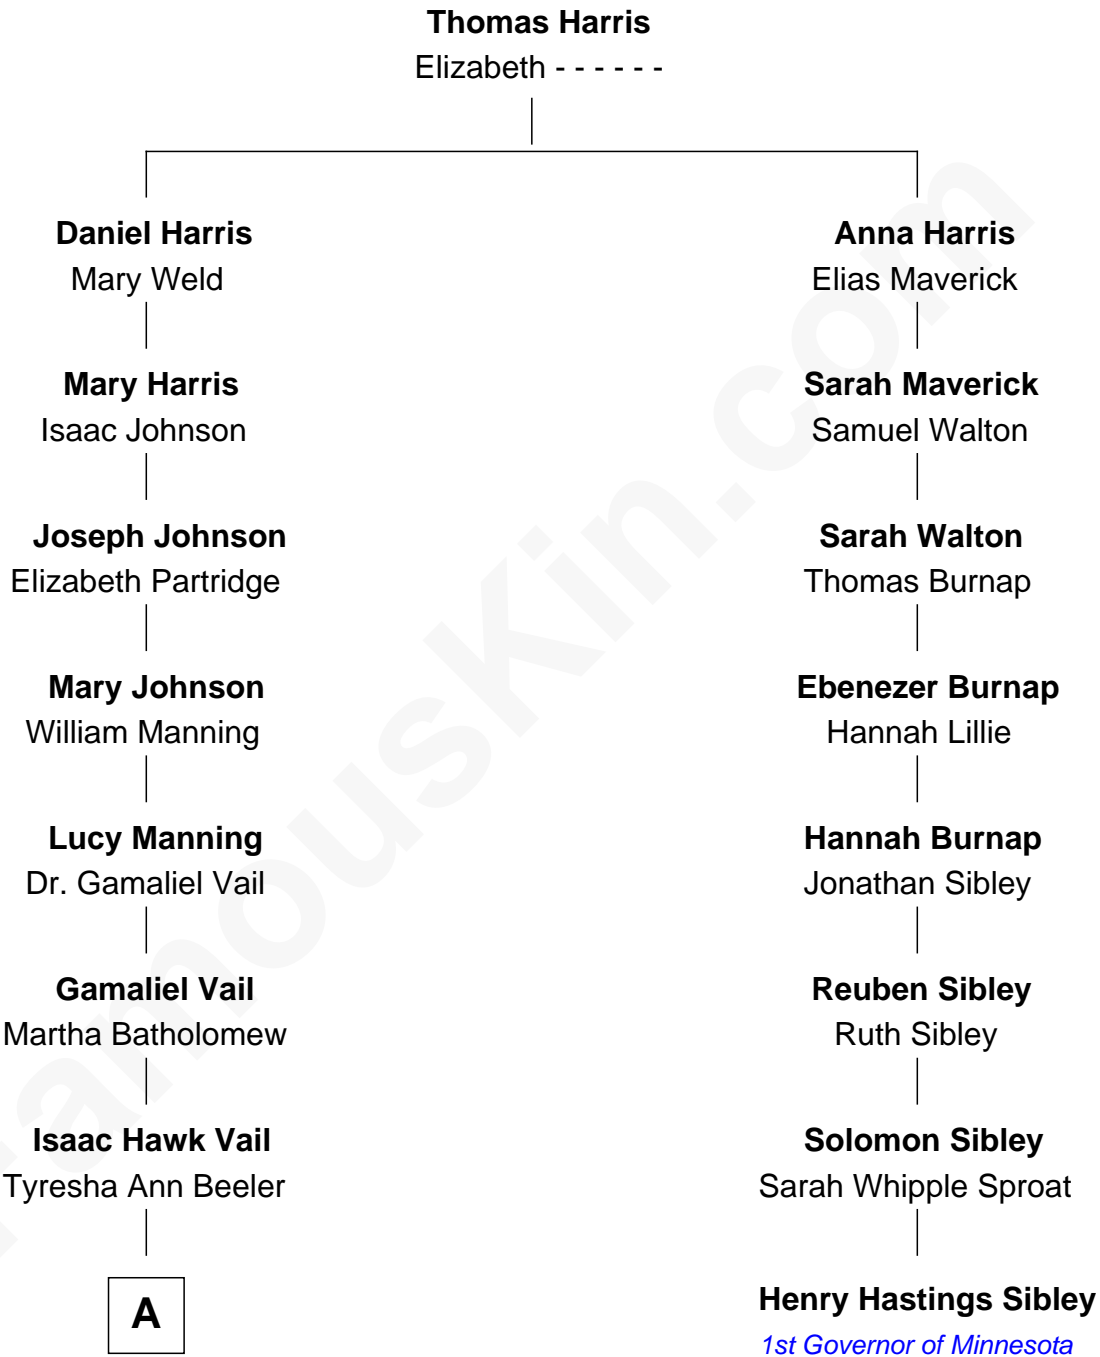 Thomas Harris
Elizabeth - - - - - -
Daniel Harris
Mary Weld
Anna Harris
Elias Maverick
Mary Harris
Isaac Johnson
Sarah Maverick
Samuel Walton
Joseph Johnson
Elizabeth Partridge
Sarah Walton
Thomas Burnap
Mary Johnson
William Manning
Ebenezer Burnap
Hannah Lillie
Lucy Manning
Dr. Gamaliel Vail
Hannah Burnap
Jonathan Sibley
Gamaliel Vail
Martha Batholomew
Reuben Sibley
Ruth Sibley
Isaac Hawk Vail
Tyresha Ann Beeler
Solomon Sibley
Sarah Whipple Sproat
A
Henry Hastings Sibley
1st Governor of Minnesota
FamousKin.com